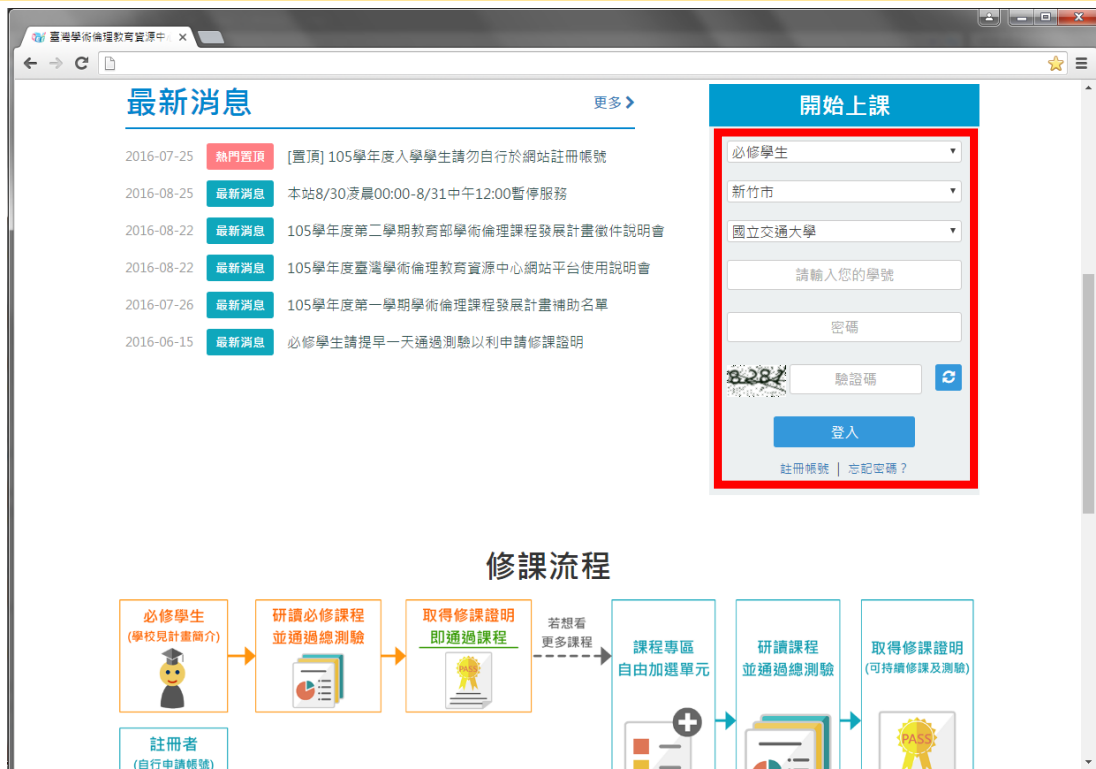 臺灣學術倫理教育資源中
最新消息
更多
2016-07-25 熱門置頂 [置頂] 105學年度入學學生請勿自行於網站註冊帳號
2016-08-25 最新消息 本站8/30凌晨00:00-8/31中午12:00暫停服務
2016-08-22 最新消息 105學年度第二學期教育部學術倫理課程發展計畫徵件說明會
2016-08-22 最新消息 105學年度臺灣學術倫理教育資源中心網站平台使用說明會
2016-07-26 最新消息 105學年度第一學期學術倫理課程發展計畫補助名單
2016-06-15 最新消息 必修學生請提早一天通過測驗以利申請修課證明
開始上課
必修學生
新竹市
國立交通大學
請輸入您的學號
密碼
8281 驗證碼
登入
註冊帳號 | 忘記密碼？
修課流程
必修學生
(學校見計畫簡介)
研讀必修課程
並通過總測驗
取得修課證明
即通過課程
PASS
若想看
更多課程
課程專區
自由加選單元
研讀課程
並通過總測驗
取得修課證明
(可持續修課及測驗)
PASS
註冊者
(自行申請帳號)